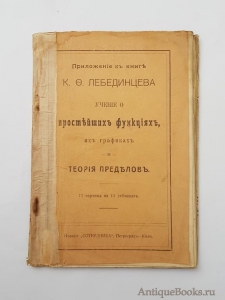 Приложенія къ книгѣ
К. Ѳ. ЛЕБЕДИНЦЕВА
УЧЕНІЕ О
простѣйшихъ функціяхъ,
ихъ графикахъ
и
ТЕОРІЯ ПРЕДѢЛОВЪ.
AntiqueBooks.ru